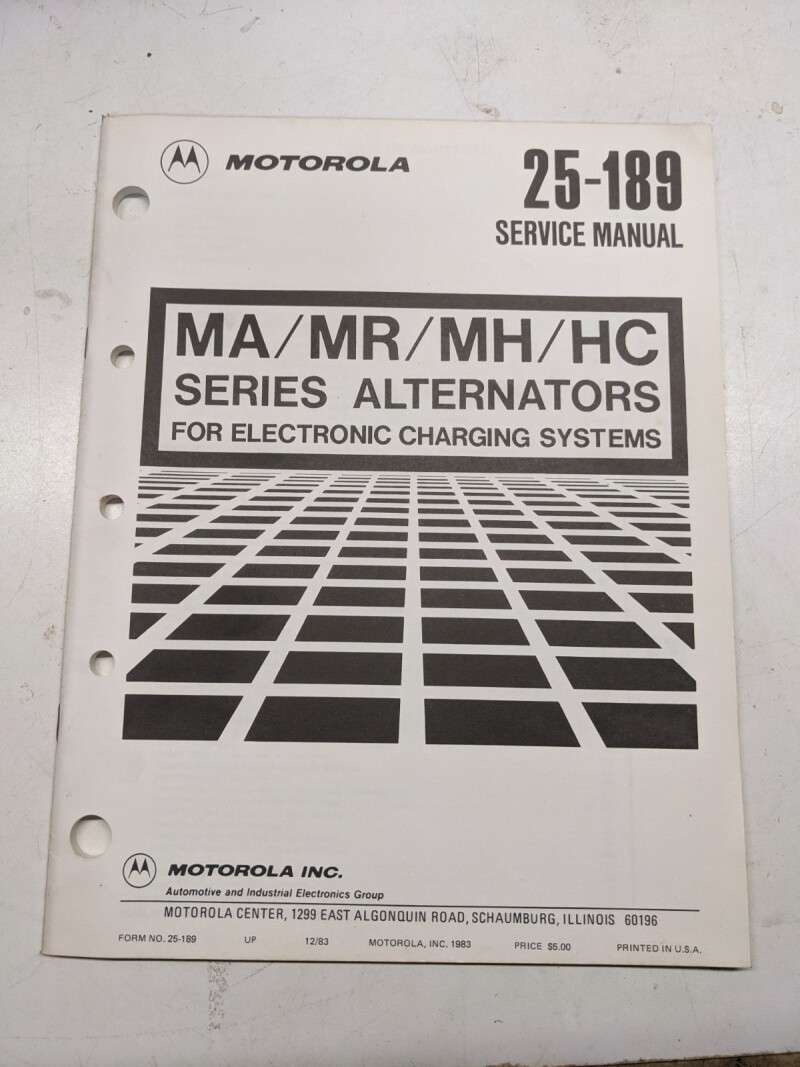 MOTOROLA
25-189
SERVICE MANUAL
MA/MR/MH/HC
SERIES ALTERNATORS
FOR ELECTRONIC CHARGING SYSTEMS
MOTOROLA INC.
Automotive and Industrial Electronics Group
MOTOROLA CENTER, 1299 EAST ALGONQUIN ROAD, SCHAUMBURG, ILLINOIS 60196
FORM NO. 25-189 UP 12/83 MOTOROLA, INC. 1983 PRICE $5.00 PRINTED IN U.S.A.